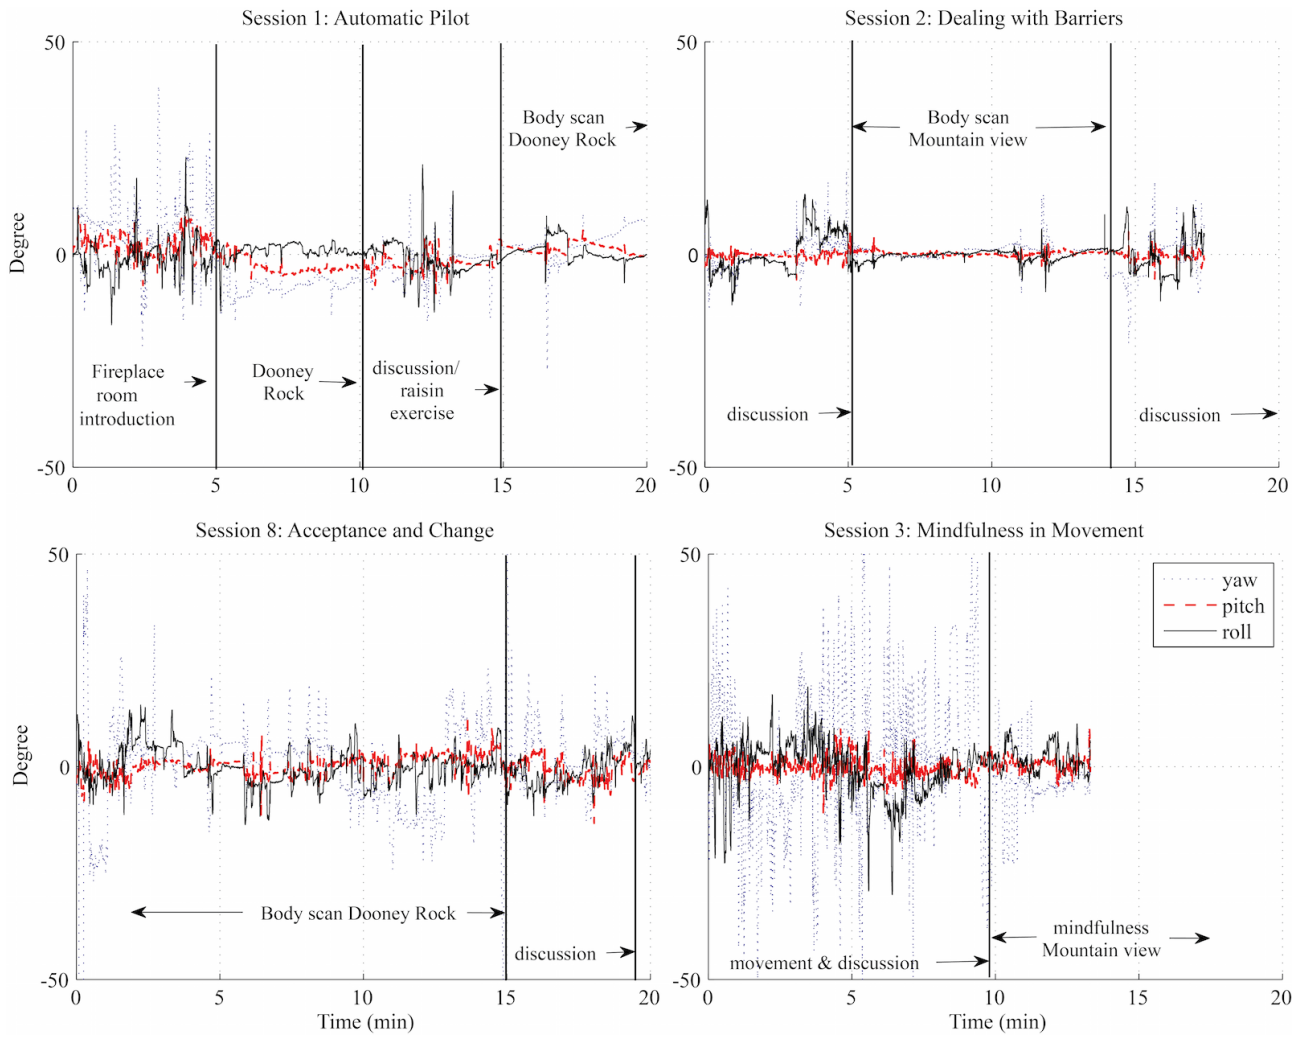 Session 1: Automatic Pilot
50
0
-50
Degree
0 5 10 15 20
Fireplace
room
introduction
Dooney
Rock
discussion/
raisin
exercise
Body scan
Dooney Rock
Session 2: Dealing with Barriers
50
0
-50
0 5 10 15 20
discussion
Body scan
Mountain view
discussion
Session 8: Acceptance and Change
50
0
-50
Degree
0 5 10 15 20
Time (min)
Body scan Dooney Rock
discussion
Session 3: Mindfulness in Movement
50
0
-50
0 5 10 15 20
Time (min)
yaw
pitch
roll
movement & discussion
mindfulness
Mountain view